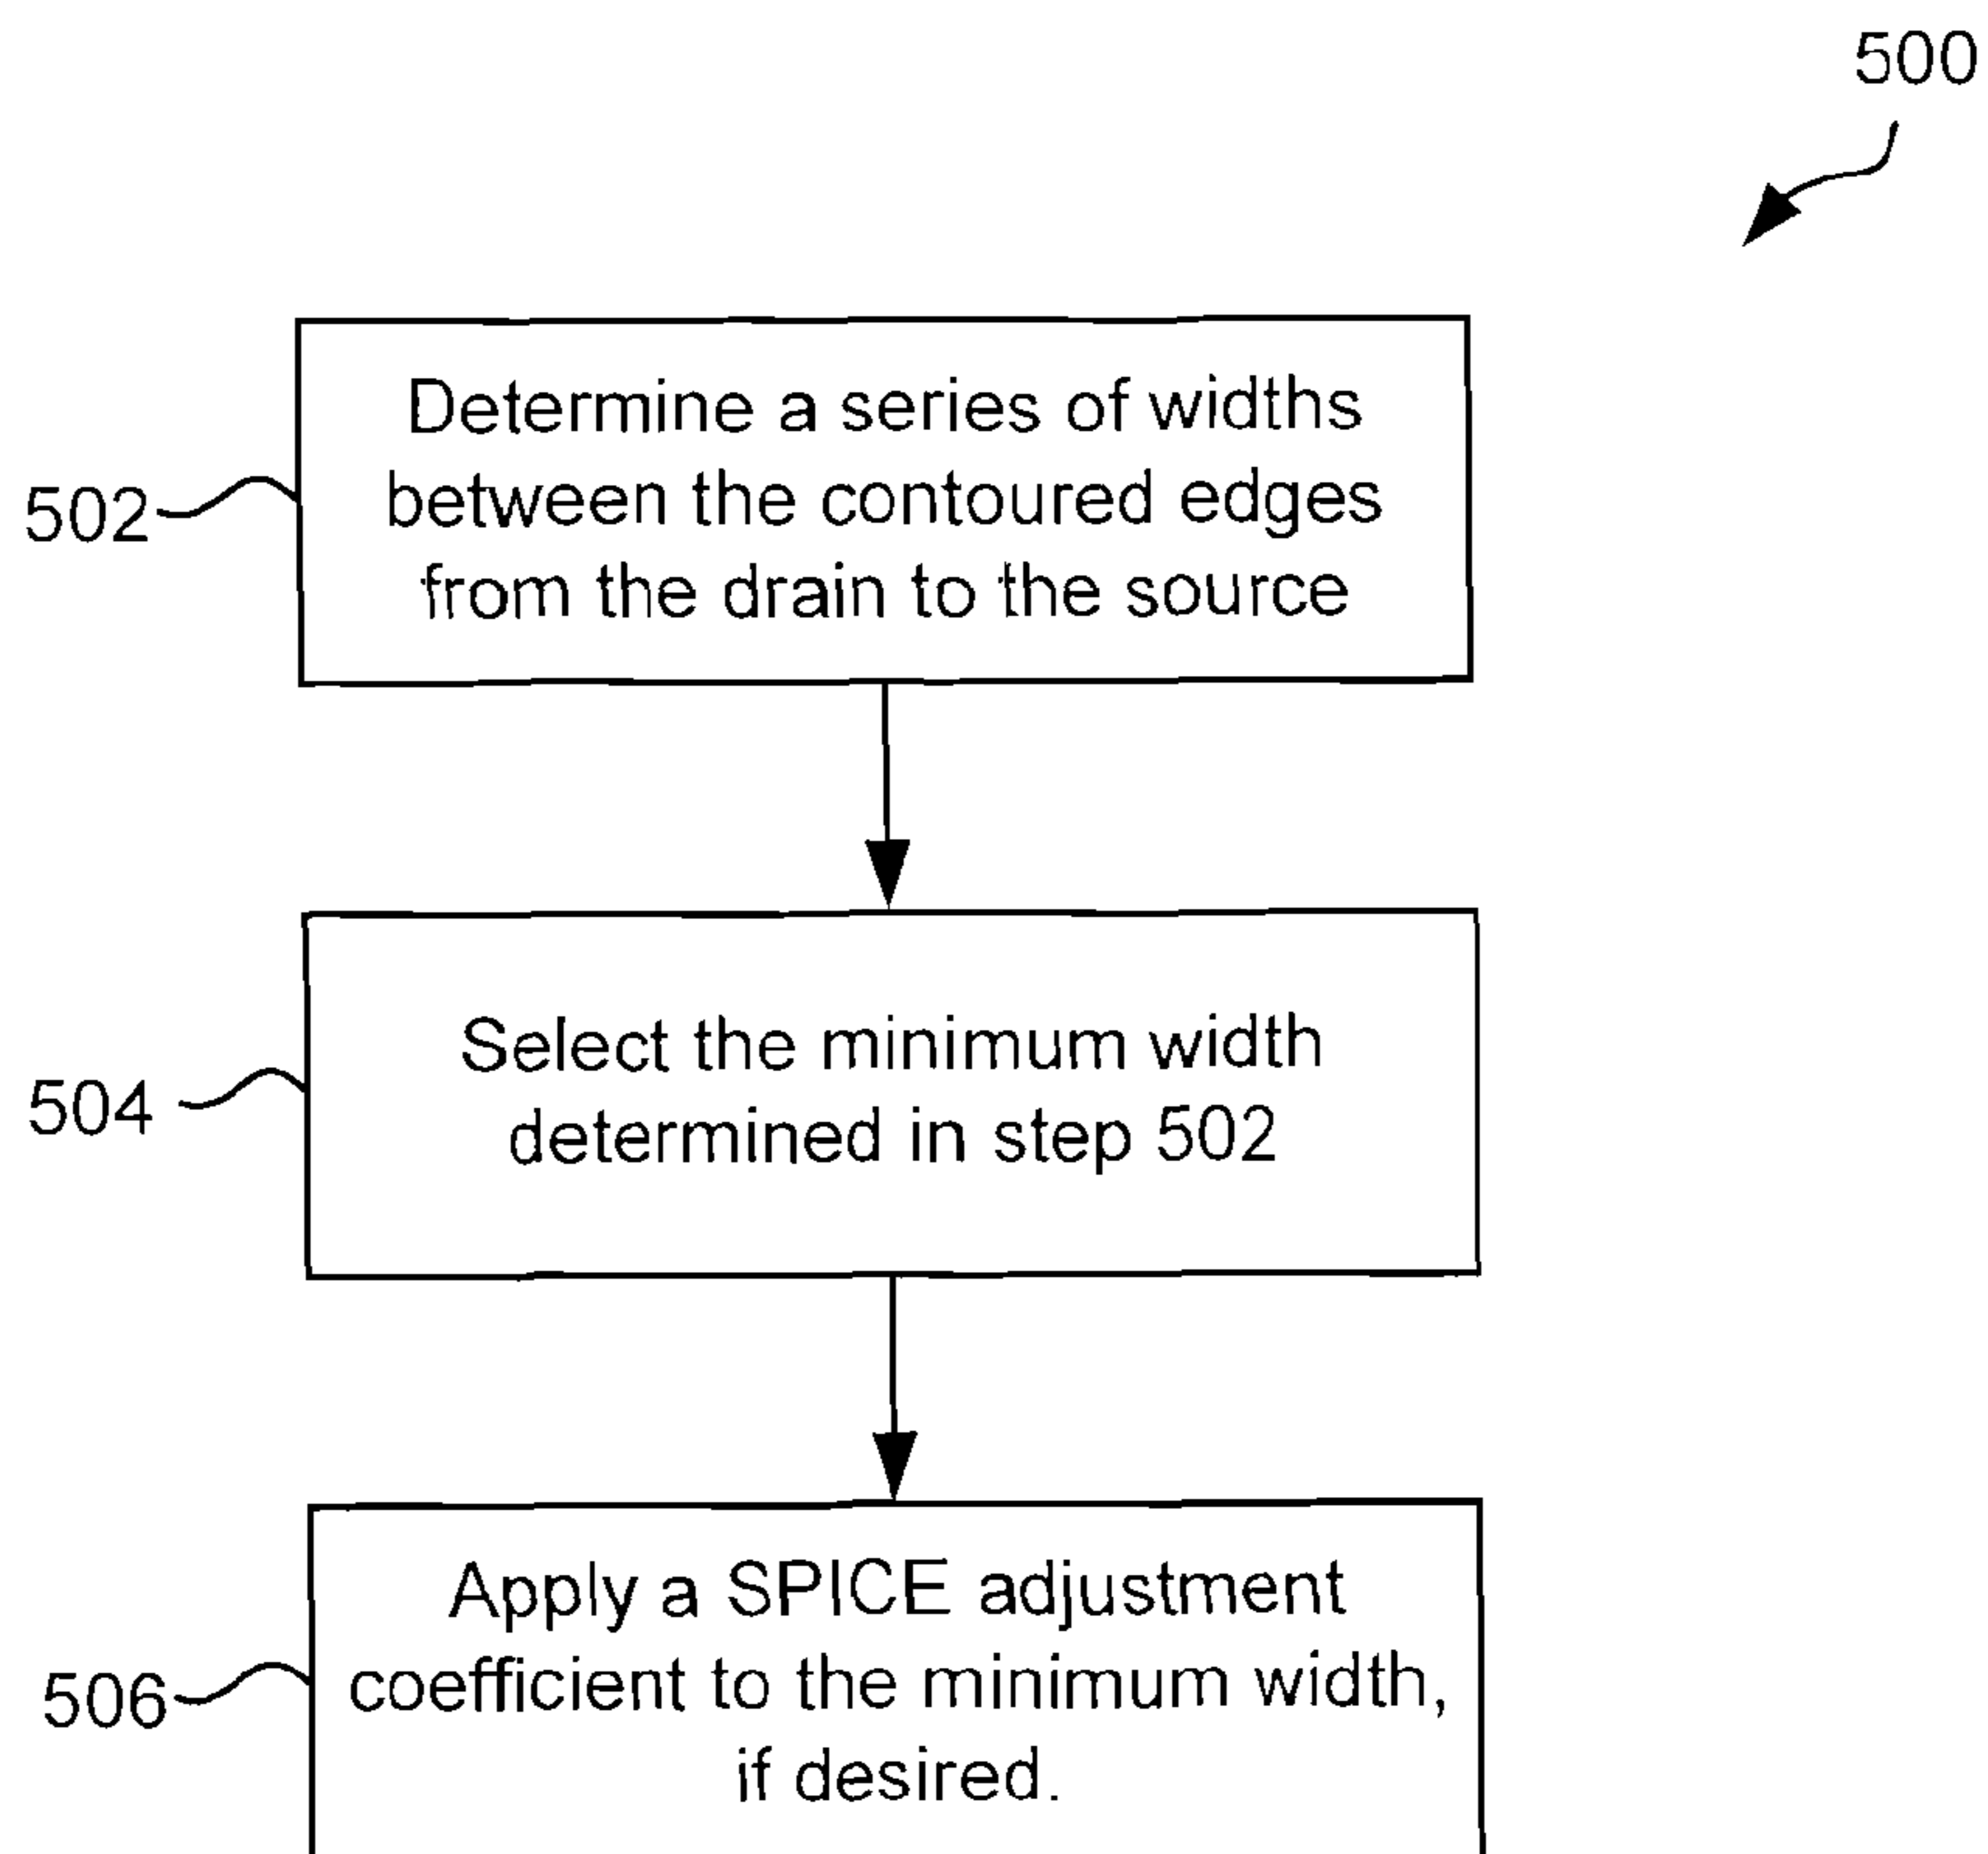 500
Determine a series of widths
between the contoured edges
from the drain to the source
502
Select the minimum width
determined in step 502
504
Apply a SPICE adjustment
coefficient to the minimum width,
if desired.
506